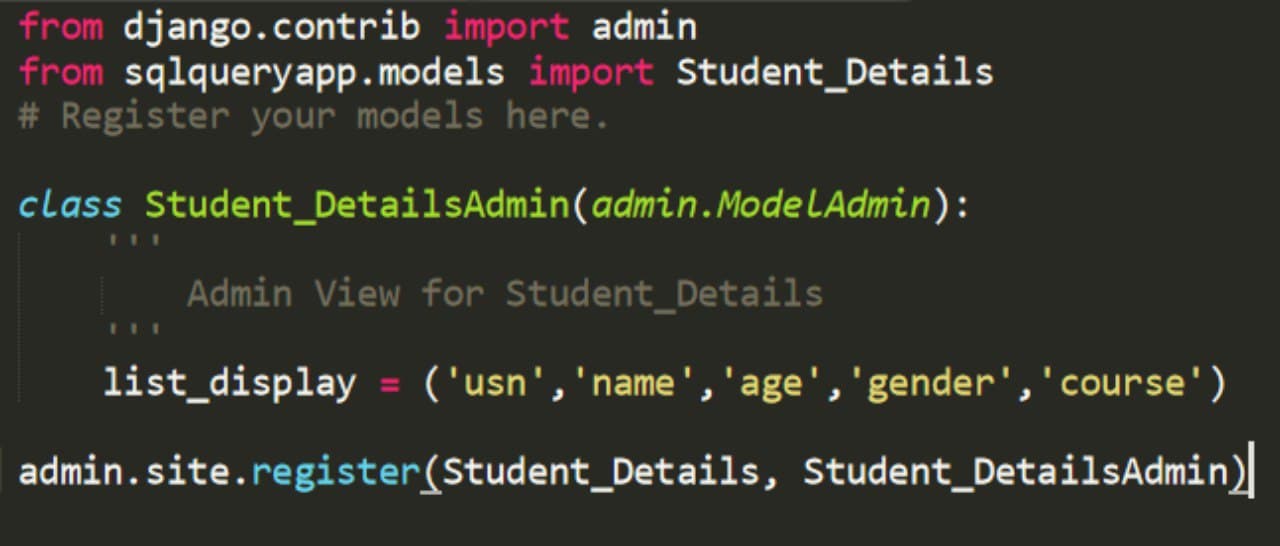 from django.contrib import admin
from sqlqueryapp.models import Student_Details
# Register your models here.
class Student_DetailsAdmin(admin.ModelAdmin):
'''
Admin View for Student_Details
'''
list_display = ('usn','name','age','gender','course')
admin.site.register(Student_Details, Student_DetailsAdmin)